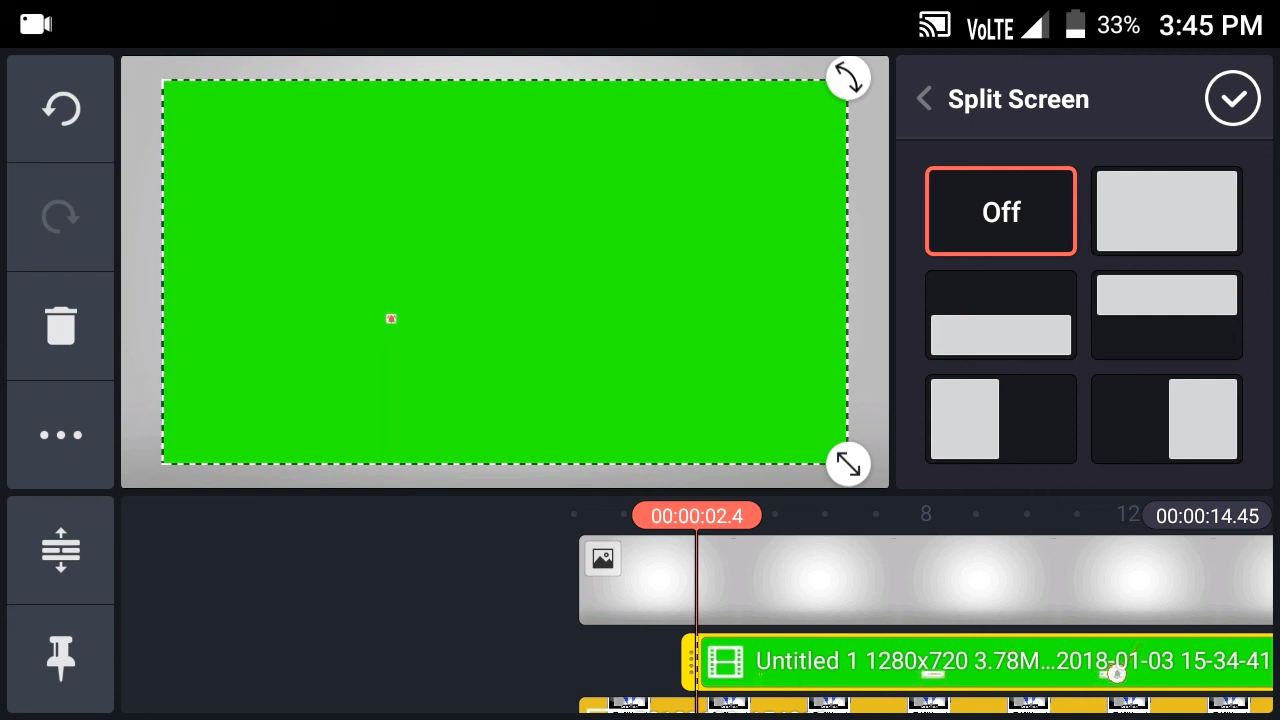 VoLTE 33% 3:45 PM
Split Screen
Off
00:00:02.4 8 12 00:00:14.45
Untitled 1 1280x720 3.78M...2018-01-03 15-34-41